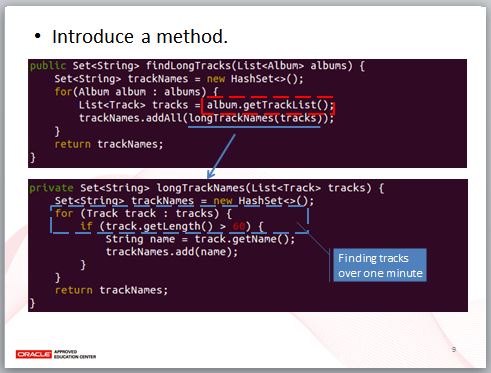 • Introduce a method.
public Set<String> findLongTracks(List<Album> albums) {
    Set<String> trackNames = new HashSet<>();
    for(Album album : albums) {
        List<Track> tracks = album.getTrackList();
        trackNames.addAll(longTrackNames(tracks));
    }
    return trackNames;
}
private Set<String> longTrackNames(List<Track> tracks) {
    Set<String> trackNames = new HashSet<>();
    for (Track track : tracks) {
        if (track.getLength() > 60) {
            String name = track.getName();
            trackNames.add(name);
        }
    }
    return trackNames;
}
Finding tracks
over one minute
ORACLE
APPROVED
EDUCATION CENTER
9